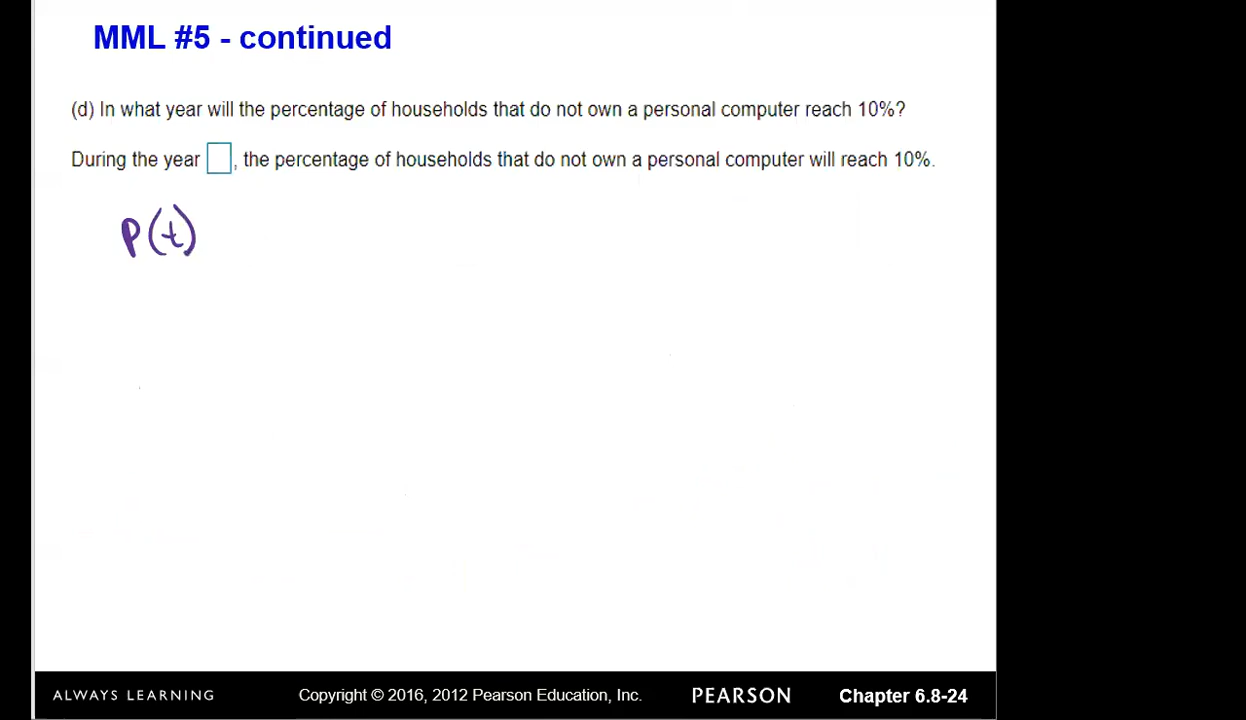 MML #5 - continued
(d) In what year will the percentage of households that do not own a personal computer reach 10%?
During the year , the percentage of households that do not own a personal computer will reach 10%.
P(t)
ALWAYS LEARNING Copyright © 2016, 2012 Pearson Education, Inc. PEARSON Chapter 6.8-24